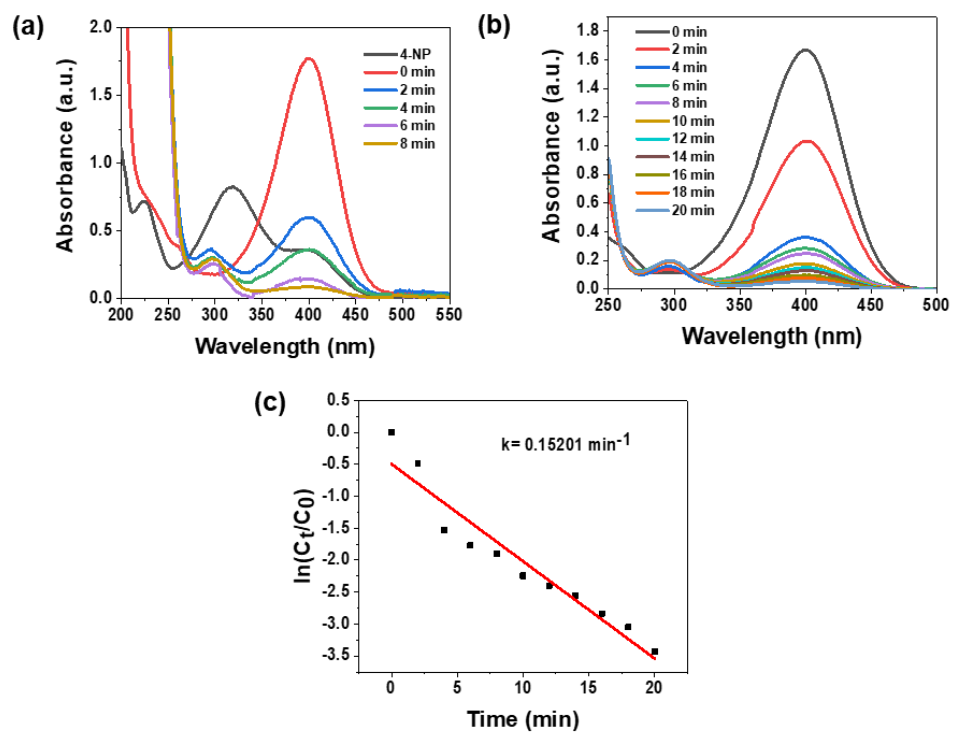 (a)
2.0
1.5
1.0
0.5
0.0
200 250 300 350 400 450 500 550
Absorbance (a.u.)
Wavelength (nm)
4-NP
0 min
2 min
4 min
6 min
8 min
(b)
1.8
1.6
1.4
1.2
1.0
0.8
0.6
0.4
0.2
0.0
250 300 350 400 450 500
Absorbance (a.u.)
Wavelength (nm)
0 min
2 min
4 min
6 min
8 min
10 min
12 min
14 min
16 min
18 min
20 min
(c)
0.5
0.0
-0.5
-1.0
-1.5
-2.0
-2.5
-3.0
-3.5
0 5 10 15 20
ln(Ct/C0)
Time (min)
k= 0.15201 min-1